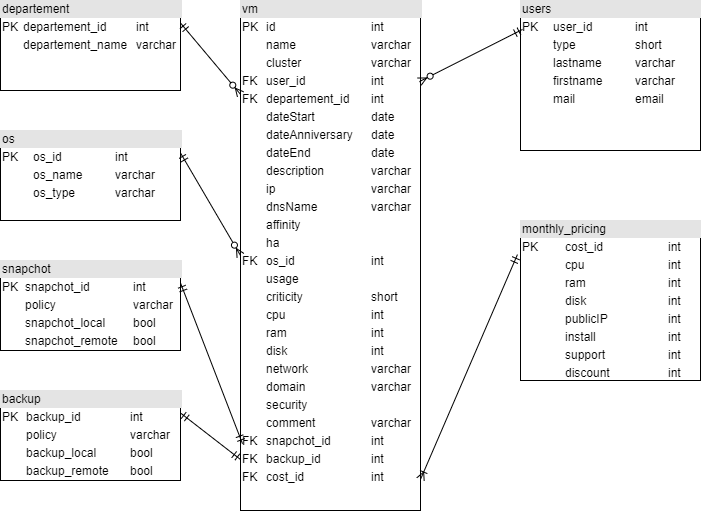 departement
PK departement_id int
departement_name varchar
os
PK os_id int
os_name varchar
os_type varchar
snapchot
PK snapchot_id int
policy varchar
snapchot_local bool
snapchot_remote bool
backup
PK backup_id int
policy varchar
backup_local bool
backup_remote bool
vm
PK id int
name varchar
cluster varchar
FK user_id int
FK departement_id int
dateStart date
dateAnniversary date
dateEnd date
description varchar
ip varchar
dnsName varchar
affinity
ha
FK os_id int
usage
criticity short
cpu int
ram int
disk int
network varchar
domain varchar
security
comment varchar
FK snapchot_id int
FK backup_id int
FK cost_id int
users
PK user_id int
type short
lastname varchar
firstname varchar
mail email
monthly_pricing
PK cost_id int
cpu int
ram int
disk int
publicIP int
install int
support int
discount int